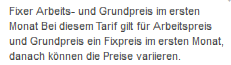 Fixer Arbeits- und Grundpreis im ersten
Monat Bei diesem Tarif gilt für Arbeitspreis
und Grundpreis ein Fixpreis im ersten Monat,
danach können die Preise variieren.